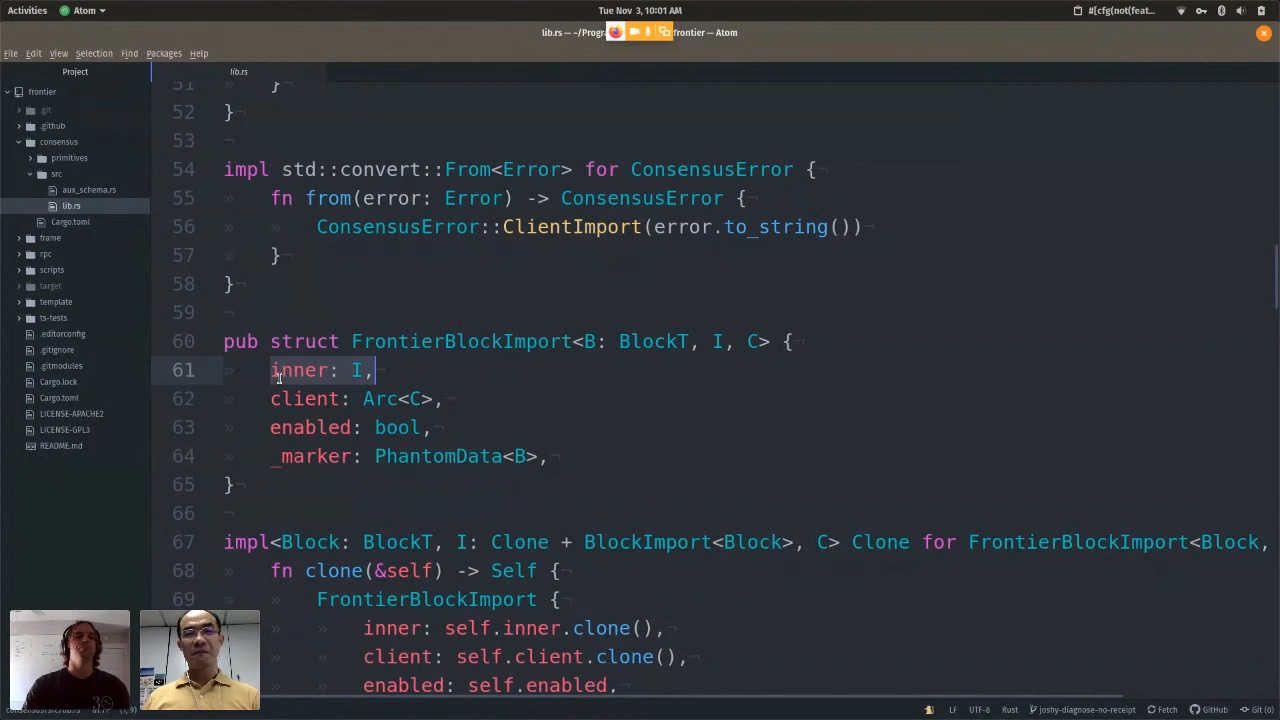 Activities Atom Tue Nov 3, 10:01 AM #[cfg(not(feat...
lib.rs — ~/Progra frontier — Atom
File Edit View Selection Find Packages Help
Project lib.rs
frontier
.git
.github
consensus
primitives
src
aux_schema.rs
lib.rs
Cargo.toml
frame
rpc
scripts
target
template
ts-tests
.editorconfig
.gitignore
.gitmodules
Cargo.lock
Cargo.toml
LICENSE-APACHE2
LICENSE-GPL3
README.md
51 » }¬
52 }¬
53 ¬
54 impl std::convert::From<Error> for ConsensusError {¬
55 » fn from(error: Error) -> ConsensusError {¬
56 » » ConsensusError::ClientImport(error.to_string())¬
57 » }¬
58 }¬
59 ¬
60 pub struct FrontierBlockImport<B: BlockT, I, C> {¬
61 » inner: I,¬
62 » client: Arc<C>,¬
63 » enabled: bool,¬
64 » _marker: PhantomData<B>,¬
65 }¬
66 ¬
67 impl<Block: BlockT, I: Clone + BlockImport<Block>, C> Clone for FrontierBlockImport<Block,
68 » fn clone(&self) -> Self {¬
69 » » FrontierBlockImport {¬
» » » inner: self.inner.clone(),¬
» » » client: self.client.clone(),¬
» » » enabled: self.enabled,¬
LF UTF-8 Rust joshy-diagnose-no-receipt Fetch GitHub Git (0)